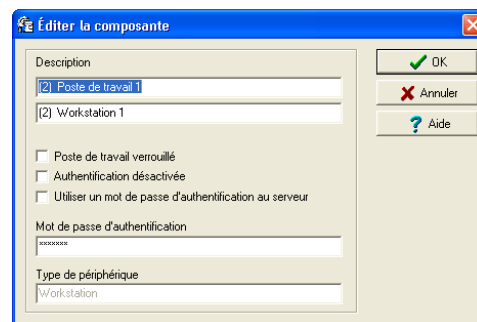 Éditer la composante
Description
(2) Poste de travail 1
(2) Workstation 1
Poste de travail verrouillé
Authentification désactivée
Utiliser un mot de passe d'authentification au serveur
Mot de passe d'authentification
*******
Type de périphérique
Workstation
OK
Annuler
Aide